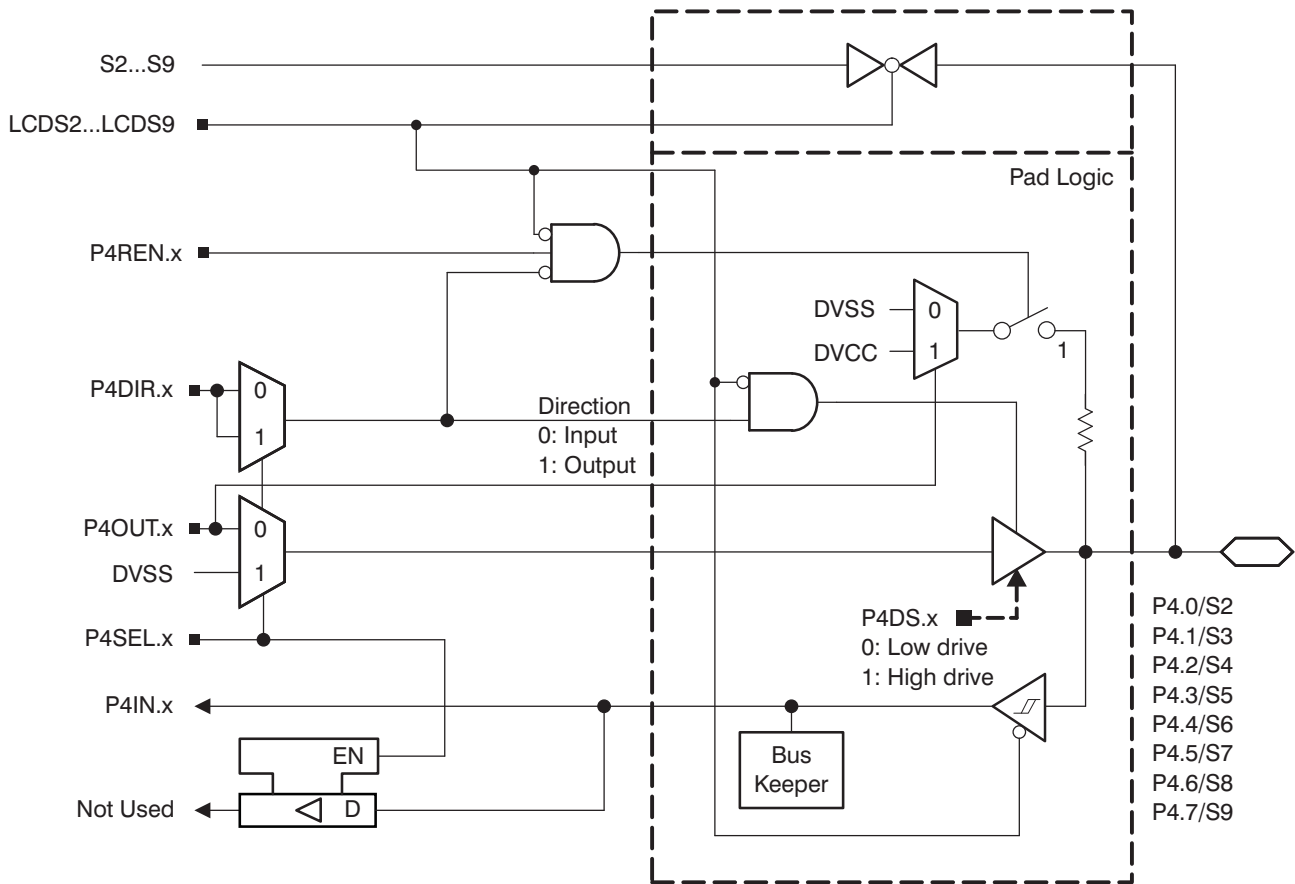 S2...S9
LCDS2...LCDS9
Pad Logic
P4REN.x
DVSS
0
DVCC
1
1
P4DIR.x
0
1
Direction
0: Input
1: Output
P4OUT.x
0
DVSS
1
P4DS.x
0: Low drive
1: High drive
P4SEL.x
P4IN.x
EN
Bus
Keeper
Not Used
D
P4.0/S2
P4.1/S3
P4.2/S4
P4.3/S5
P4.4/S6
P4.5/S7
P4.6/S8
P4.7/S9